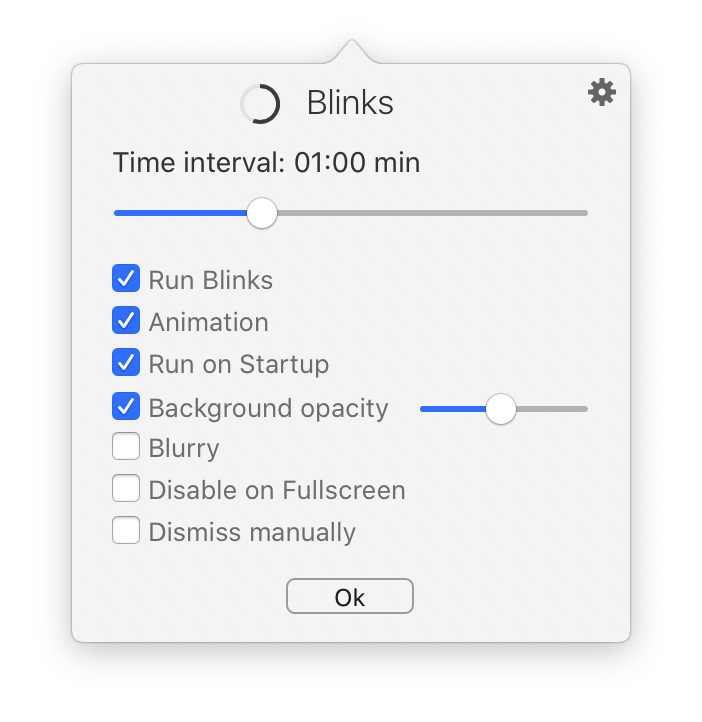 Blinks
Time interval: 01:00 min
Run Blinks
Animation
Run on Startup
Background opacity
Blurry
Disable on Fullscreen
Dismiss manually
Ok